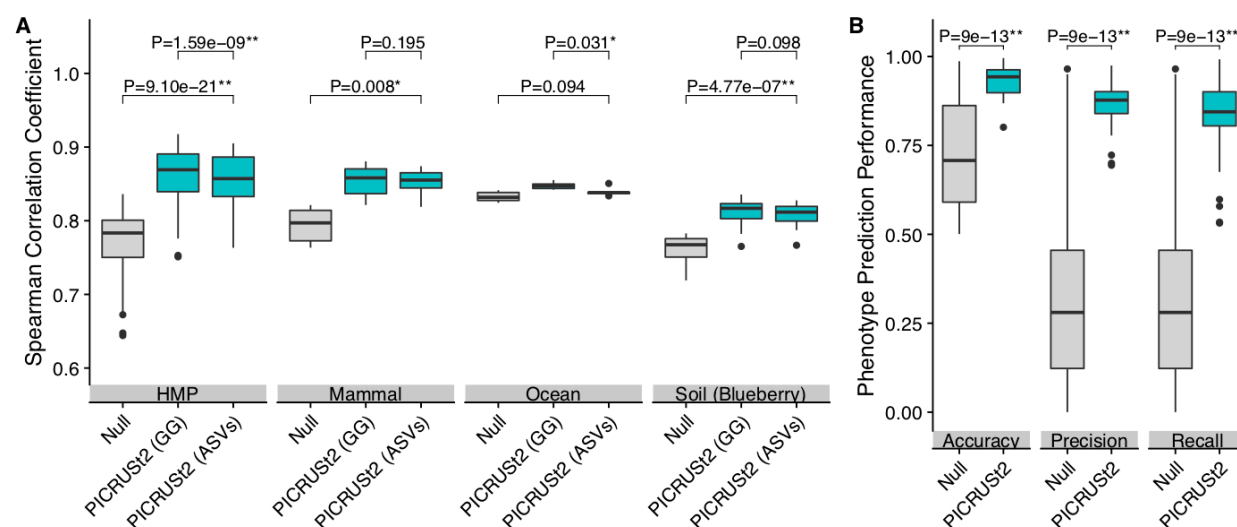 A
Spearman Correlation Coefficient
1.0
0.9
0.8
0.7
0.6
P=1.59e−09**
P=9.10e−21**
P=0.195
P=0.008*
P=0.031*
P=0.094
P=0.098
P=4.77e−07**
HMP
Mammal
Ocean
Soil (Blueberry)
Null
PICRUSt2 (GG)
PICRUSt2 (ASVs)
Null
PICRUSt2 (GG)
PICRUSt2 (ASVs)
Null
PICRUSt2 (GG)
PICRUSt2 (ASVs)
Null
PICRUSt2 (GG)
PICRUSt2 (ASVs)
B
Phenotype Prediction Performance
1.00
0.75
0.50
0.25
0.00
P=9e−13**
P=9e−13**
P=9e−13**
Accuracy
Precision
Recall
Null
PICRUSt2
Null
PICRUSt2
Null
PICRUSt2